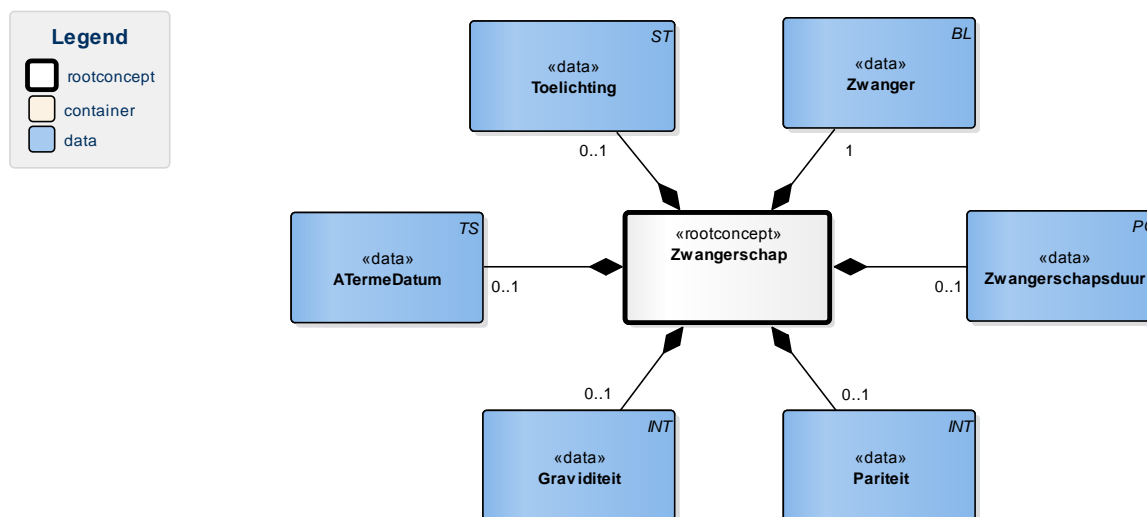 Legend
rootconcept
container
data
ST
«data»
Toelichting
0..1
BL
«data»
Zwanger
1
TS
«data»
ATermeDatum
0..1
«rootconcept»
Zwangerschap
«data»
Zwangerschapsduur
0..1
INT
«data»
Graviditeit
0..1
INT
«data»
Pariteit
0..1